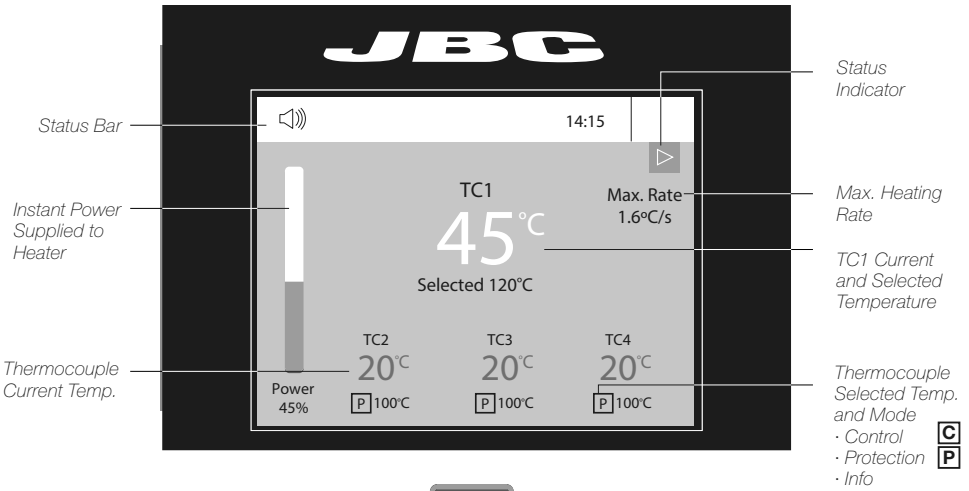 JBC
Status
Indicator
Status Bar
14:15
Instant Power
Supplied to
Heater
TC1
45°C
Selected 120°C
Max. Rate
1.6ºC/s
Max. Heating
Rate
TC1 Current
and Selected
Temperature
Thermocouple
Current Temp.
TC2
20°C
P 100°C
TC3
20°C
P 100°C
TC4
20°C
P 100°C
Power
45%
Thermocouple
Selected Temp.
and Mode
· Control C
· Protection P
· Info